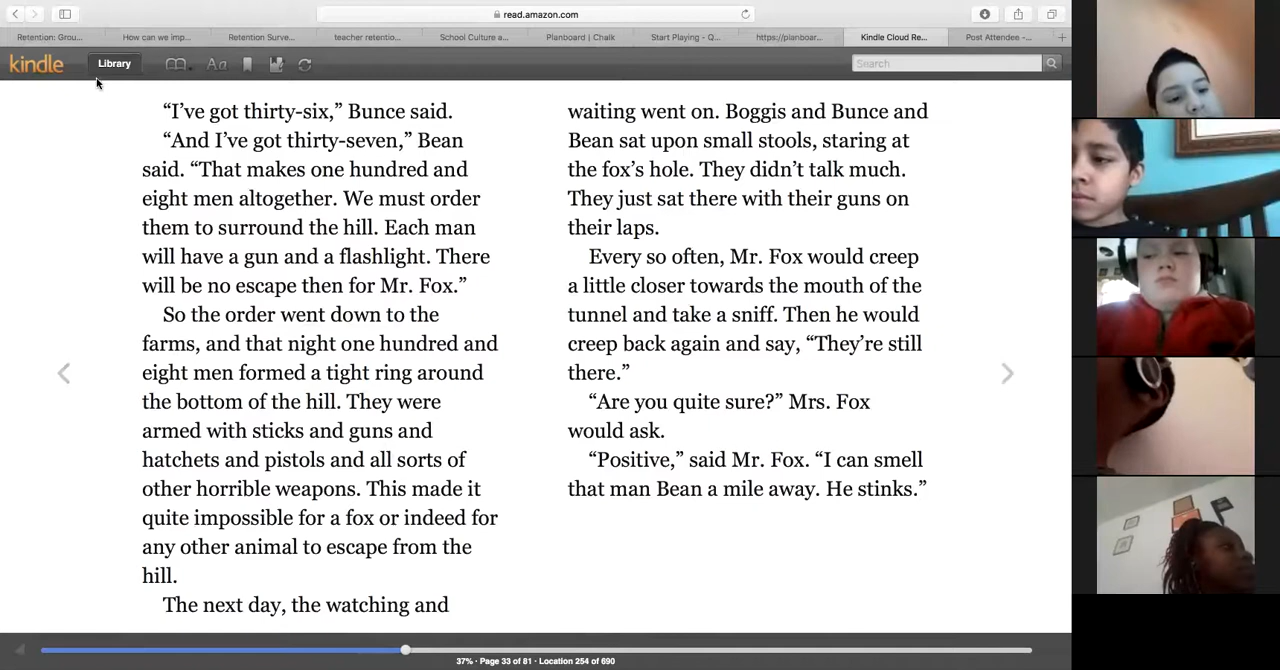 read.amazon.com
Retention: Grou...
How can we imp...
Retention Surve...
teacher retentio...
School Culture a...
Planboard | Chalk
Start Playing - Q...
https://planboar...
Kindle Cloud Re...
Post Attendee -...
kindle
Library
Aa
Search
“I’ve got thirty-six,” Bunce said.
“And I’ve got thirty-seven,” Bean
said. “That makes one hundred and
eight men altogether. We must order
them to surround the hill. Each man
will have a gun and a flashlight. There
will be no escape then for Mr. Fox.”
So the order went down to the
farms, and that night one hundred and
eight men formed a tight ring around
the bottom of the hill. They were
armed with sticks and guns and
hatchets and pistols and all sorts of
other horrible weapons. This made it
quite impossible for a fox or indeed for
any other animal to escape from the
hill.
The next day, the watching and
waiting went on. Boggis and Bunce and
Bean sat upon small stools, staring at
the fox’s hole. They didn’t talk much.
They just sat there with their guns on
their laps.
Every so often, Mr. Fox would creep
a little closer towards the mouth of the
tunnel and take a sniff. Then he would
creep back again and say, “They’re still
there.”
“Are you quite sure?” Mrs. Fox
would ask.
“Positive,” said Mr. Fox. “I can smell
that man Bean a mile away. He stinks.”
37% · Page 33 of 81 · Location 254 of 690